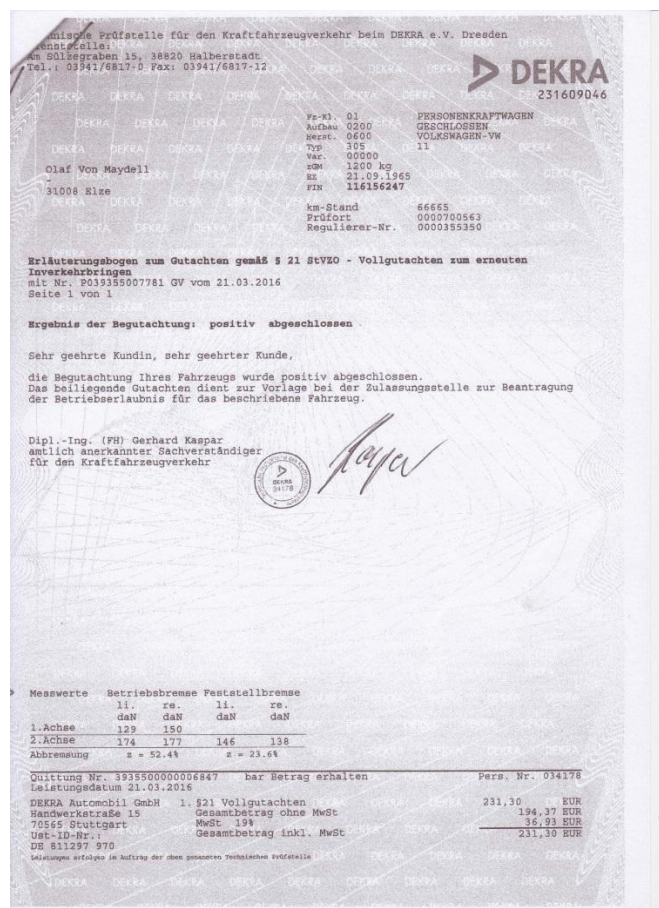 nische Prüfstelle für den Kraftfahrzeugverkehr beim DEKRA e.V. Dresden
enststelle:
Am Sülzegraben 15, 38820 Halberstadt
Tel.: 03941/6817-0 Fax: 03941/6817-12
DEKRA
231609046
Fz-Kl. 01 PERSONENKRAFTWAGEN
Aufbau 0200 GESCHLOSSEN
Herst. 0600 VOLKSWAGEN-VW
Typ 305 11
Var. 00000
zGM 1200 kg
EZ 21.09.1965
FIN 116156247
Olaf Von Maydell
-
31008 Elze
km-Stand 66665
Prüfort 0000700563
Regulierer-Nr. 0000355350
Erläuterungsbogen zum Gutachten gemäß § 21 StVZO - Vollgutachten zum erneuten
Inverkehrbringen
mit Nr. P039355007781 GV vom 21.03.2016
Seite 1 von 1
Ergebnis der Begutachtung: positiv abgeschlossen
Sehr geehrte Kundin, sehr geehrter Kunde,
die Begutachtung Ihres Fahrzeugs wurde positiv abgeschlossen.
Das beiliegende Gutachten dient zur Vorlage bei der Zulassungsstelle zur Beantragung
der Betriebserlaubnis für das beschriebene Fahrzeug.
Dipl.-Ing. (FH) Gerhard Kaspar
amtlich anerkannter Sachverständiger
für den Kraftfahrzeugverkehr
DEKRA
34178
Messwerte Betriebsbremse Feststellbremse
li. re. li. re.
daN daN daN daN
1.Achse 129 150
2.Achse 174 177 146 138
Abbremsung z = 52.4% z = 23.6%
Quittung Nr. 3935500000006847 bar Betrag erhalten Pers. Nr. 034178
Leistungsdatum 21.03.2016
DEKRA Automobil GmbH 1. §21 Vollgutachten 231,30 EUR
Handwerkstraße 15 Gesamtbetrag ohne MwSt 194,37 EUR
70565 Stuttgart MwSt 19% 36,93 EUR
Ust-ID-Nr.: Gesamtbetrag inkl. MwSt 231,30 EUR
DE 811297 970
Leistungen erfolgen im Auftrag der oben genannten Technischen Prüfstelle